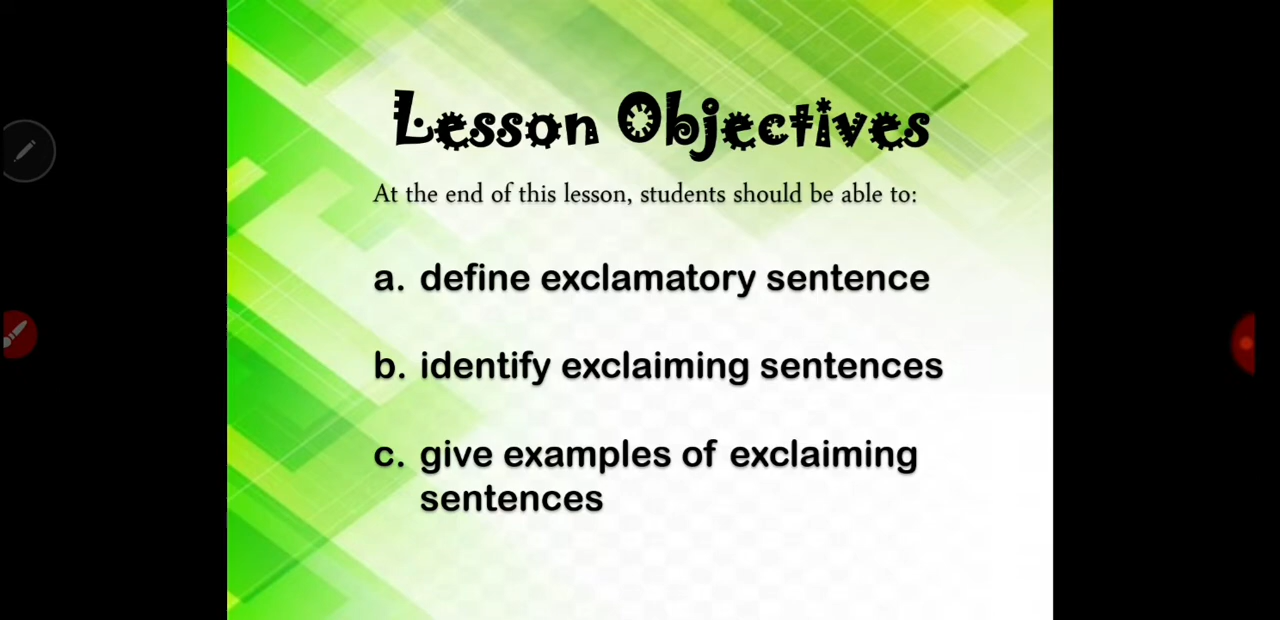 Lesson Objectives
At the end of this lesson, students should be able to:
a. define exclamatory sentence
b. identify exclaiming sentences
c. give examples of exclaiming
sentences